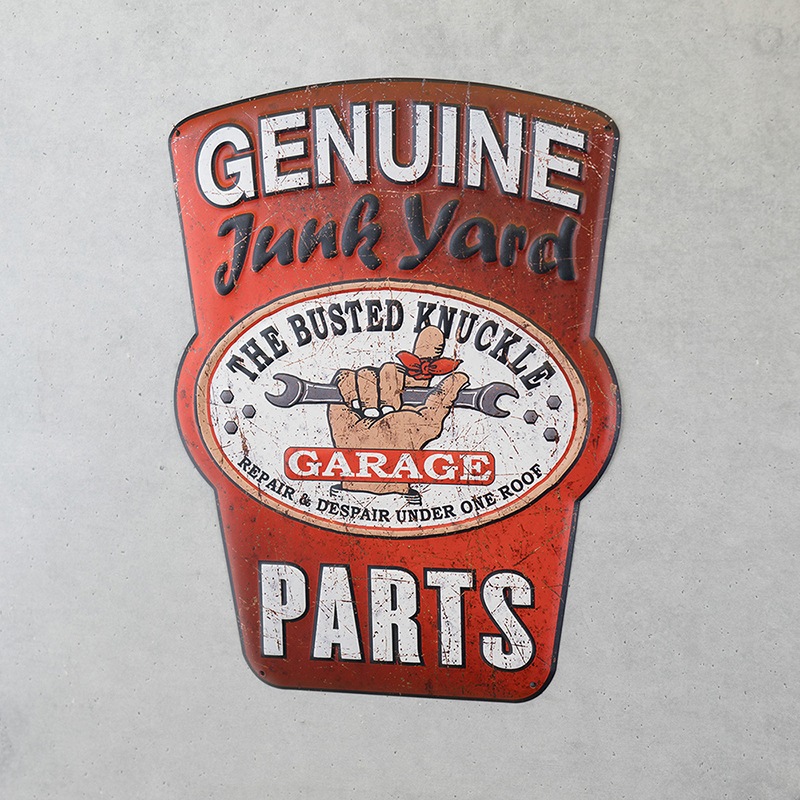 GENUINE
Junk Yard
THE BUSTED KNUCKLE
GARAGE
REPAIR & DESPAIR UNDER ONE ROOF
PARTS